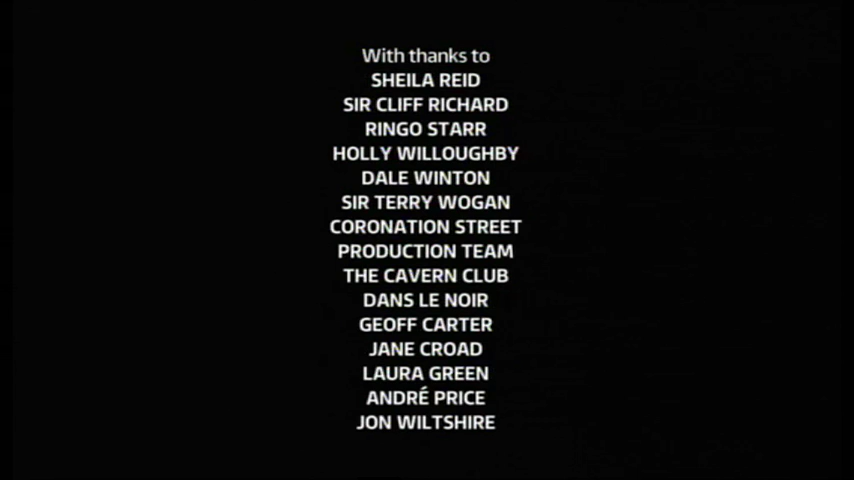 With thanks to
SHEILA REID
SIR CLIFF RICHARD
RINGO STARR
HOLLY WILLOUGHBY
DALE WINTON
SIR TERRY WOGAN
CORONATION STREET
PRODUCTION TEAM
THE CAVERN CLUB
DANS LE NOIR
GEOFF CARTER
JANE CROAD
LAURA GREEN
ANDRÉ PRICE
JON WILTSHIRE